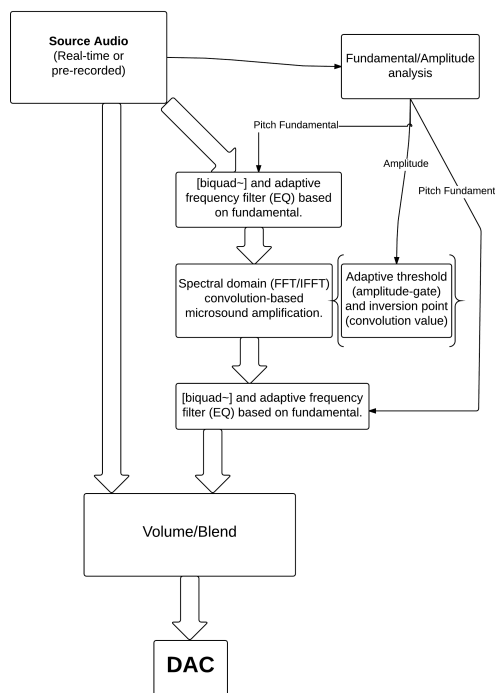 Source Audio
(Real-time or
pre-recorded)
Fundamental/Amplitude
analysis
Pitch Fundamental
Amplitude
Pitch Fundament
[biquad~] and adaptive
frequency filter (EQ) based
on fundamental.
Spectral domain (FFT/IFFT)
convolution-based
microsound amplification.
Adaptive threshold
(amplitude-gate)
and inversion point
(convolution value)
[biquad~] and adaptive frequency
filter (EQ) based on fundamental.
Volume/Blend
DAC